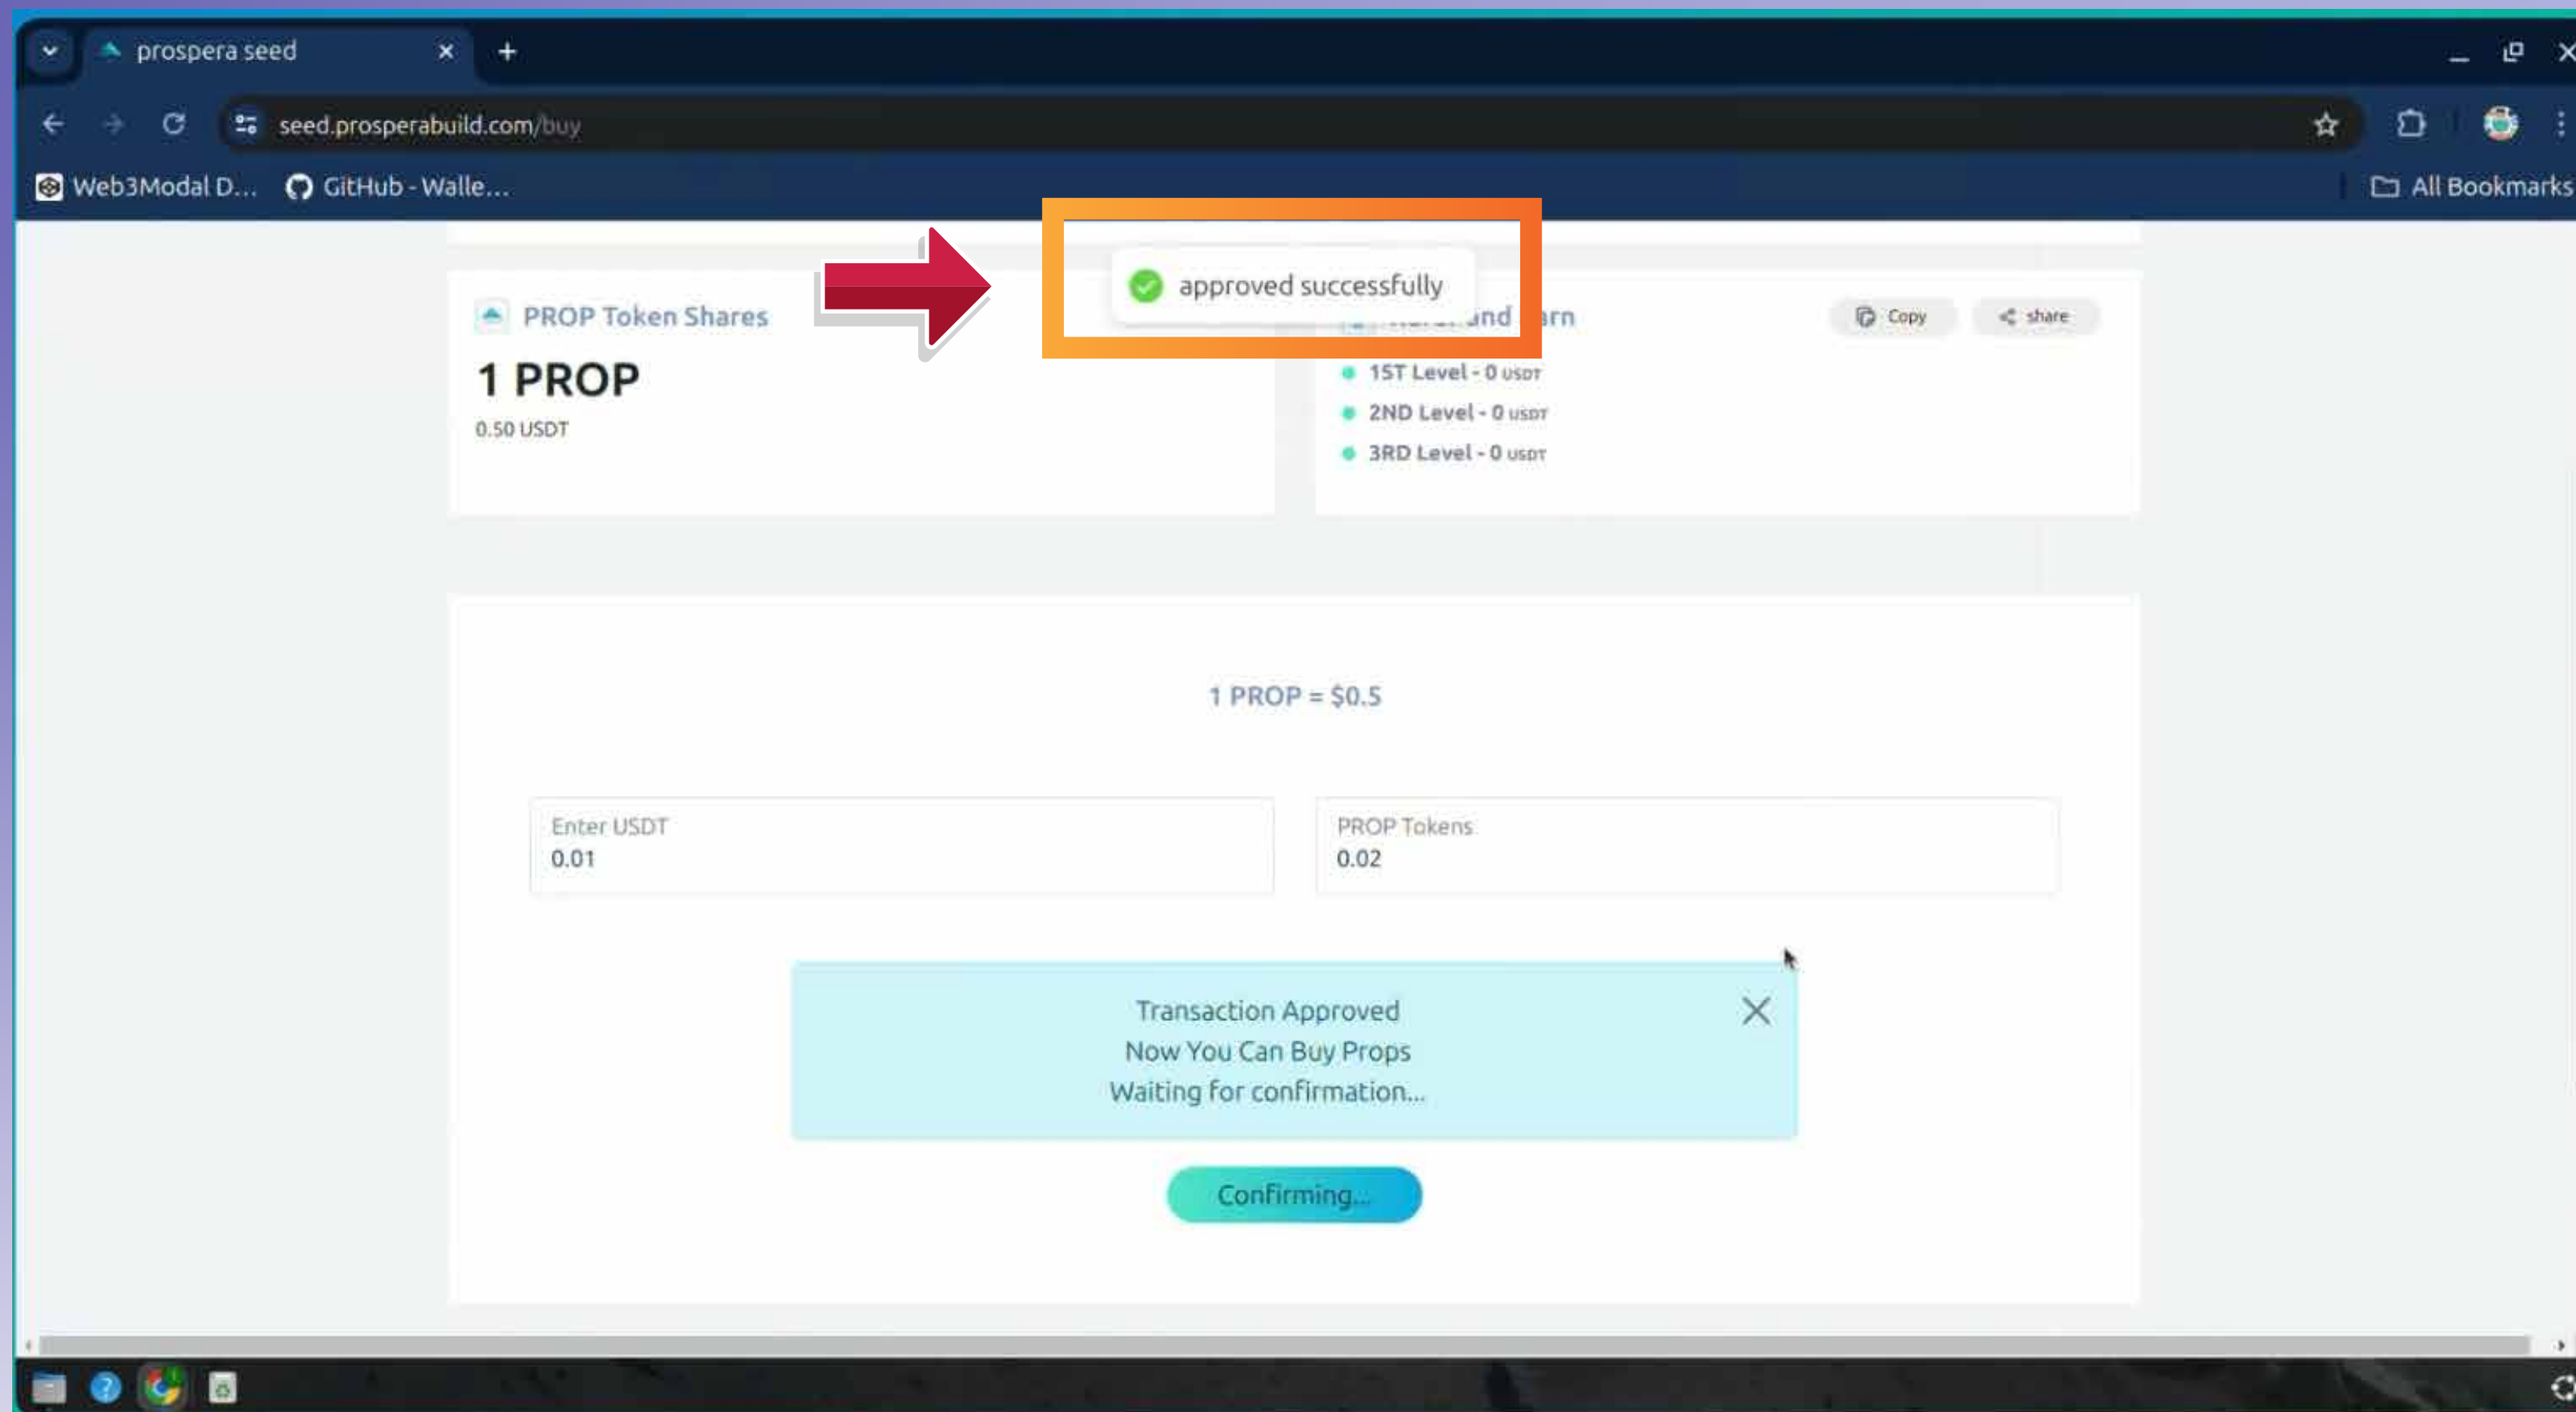 prospera seed
seed.prosperabuild.com/buy
Web3Modal D...
GitHub - Walle...
All Bookmarks
approved successfully
PROP Token Shares
1 PROP
0.50 USDT
and
Copy
share
1ST Level - 0 USDT
2ND Level - 0 USDT
3RD Level - 0 USDT
1 PROP = $0.5
Enter USDT
0.01
PROP Tokens
0.02
Transaction Approved
Now You Can Buy Props
Waiting for confirmation...
Confirming...